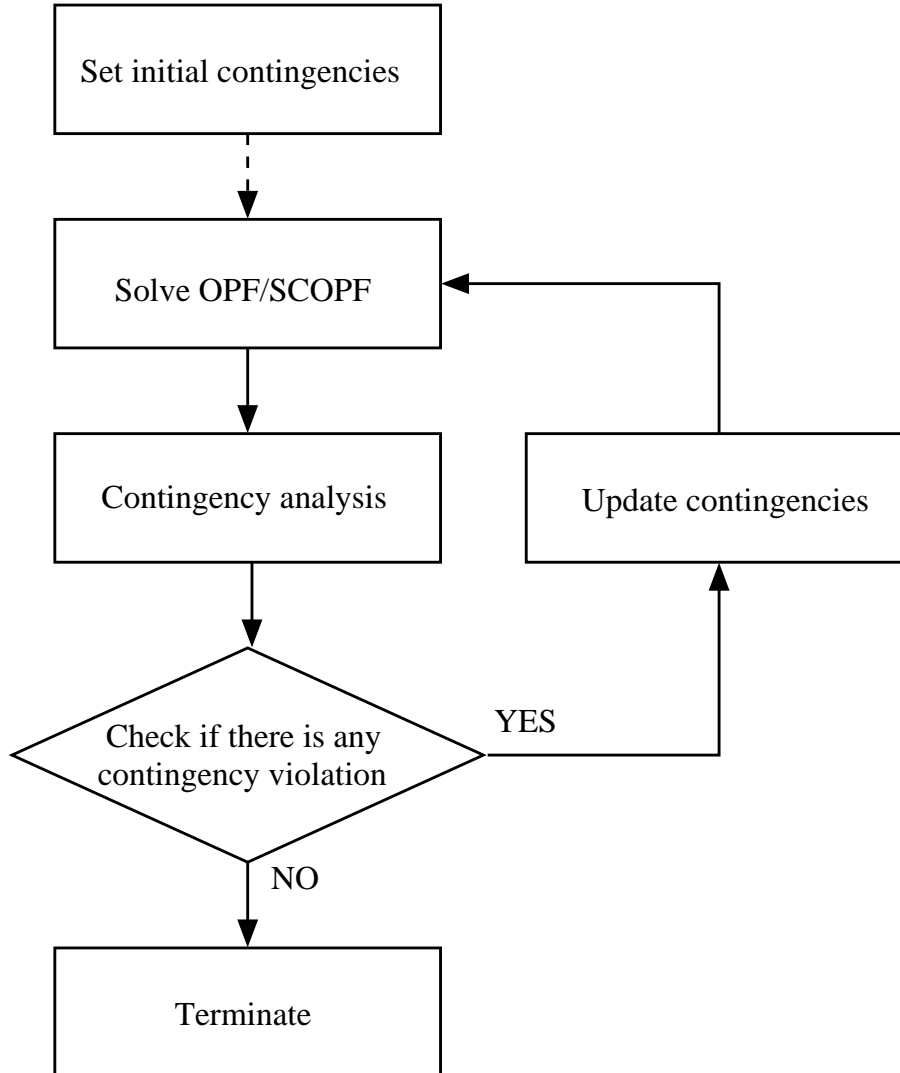 Set initial contingencies
Solve OPF/SCOPF
Contingency analysis
Update contingencies
Check if there is any
contingency violation
YES
NO
Terminate